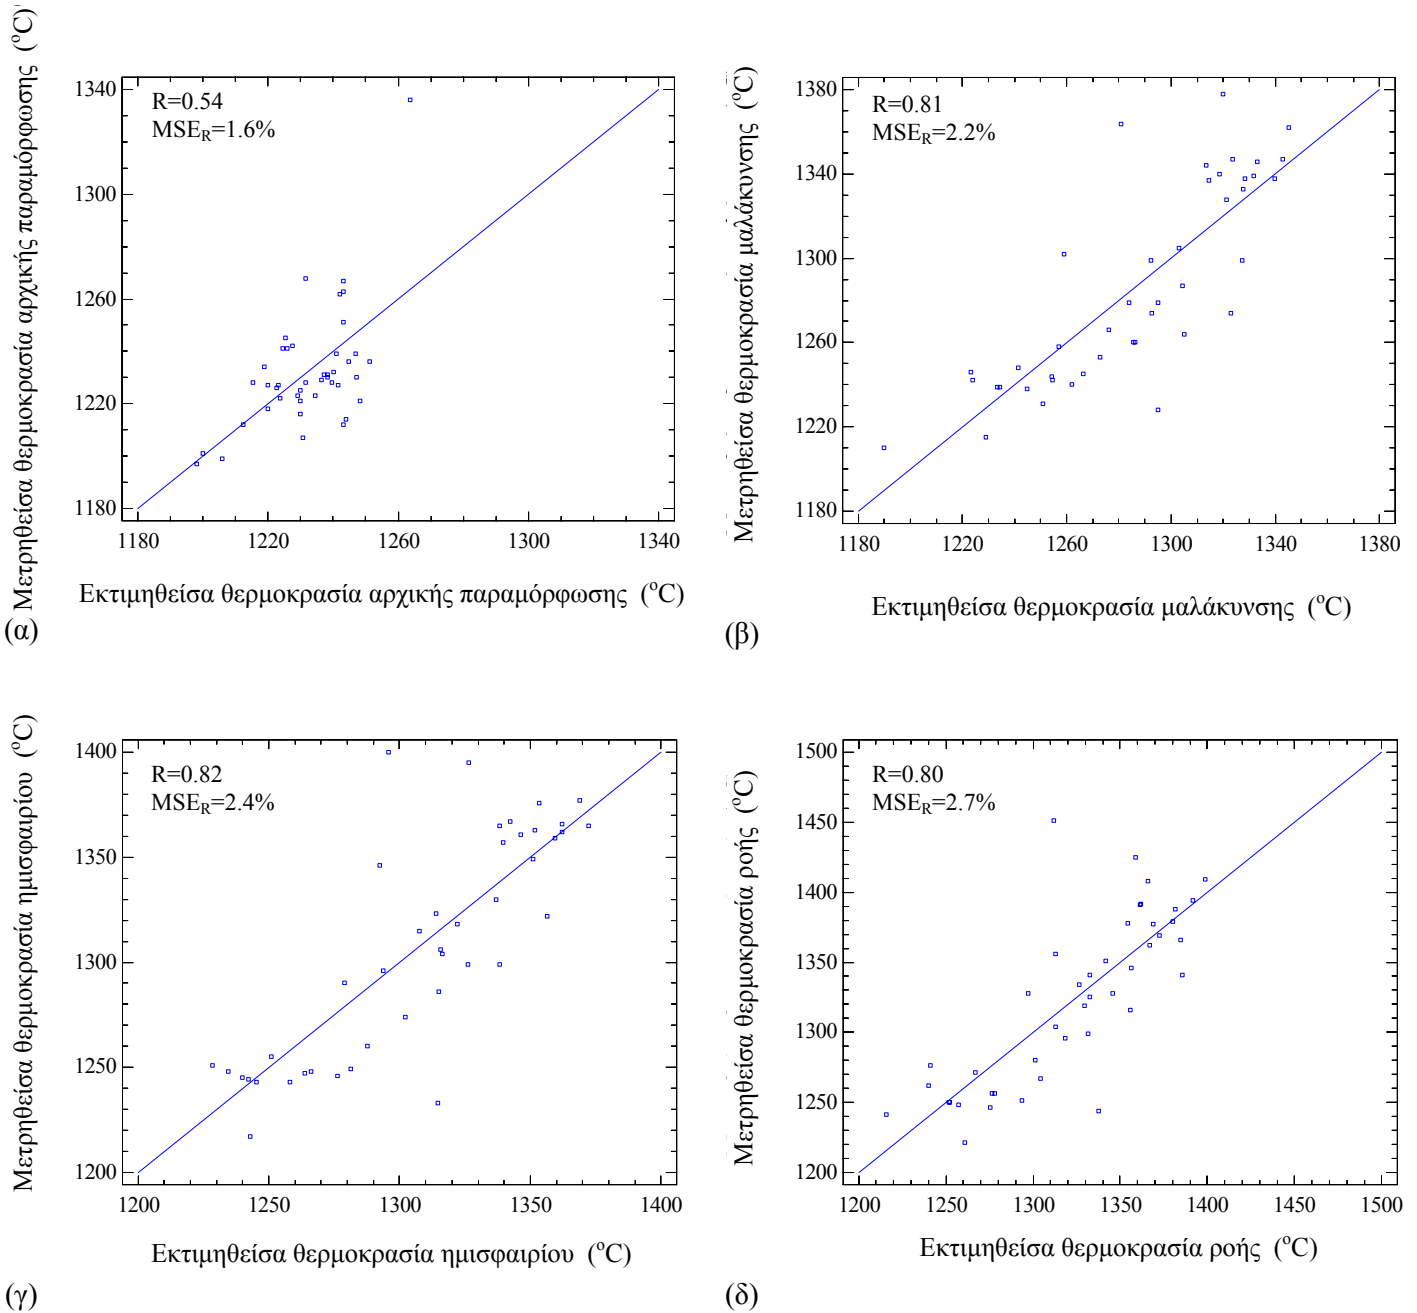 Μετρηθείσα θερμοκρασία αρχικής παραμόρφωσης (°C)
R=0.54
MSE_R=1.6%
1340
1300
1260
1220
1180
1180 1220 1260 1300 1340
Εκτιμηθείσα θερμοκρασία αρχικής παραμόρφωσης (°C)
(α)
Μετρηθείσα θερμοκρασία μαλάκυνσης (°C)
R=0.81
MSE_R=2.2%
1380
1340
1300
1260
1220
1180
1180 1220 1260 1300 1340 1380
Εκτιμηθείσα θερμοκρασία μαλάκυνσης (°C)
(β)
Μετρηθείσα θερμοκρασία ημισφαιρίου (°C)
R=0.82
MSE_R=2.4%
1400
1350
1300
1250
1200
1200 1250 1300 1350 1400
Εκτιμηθείσα θερμοκρασία ημισφαιρίου (°C)
(γ)
Μετρηθείσα θερμοκρασία ροής (°C)
R=0.80
MSE_R=2.7%
1500
1450
1400
1350
1300
1250
1200
1200 1250 1300 1350 1400 1450 1500
Εκτιμηθείσα θερμοκρασία ροής (°C)
(δ)